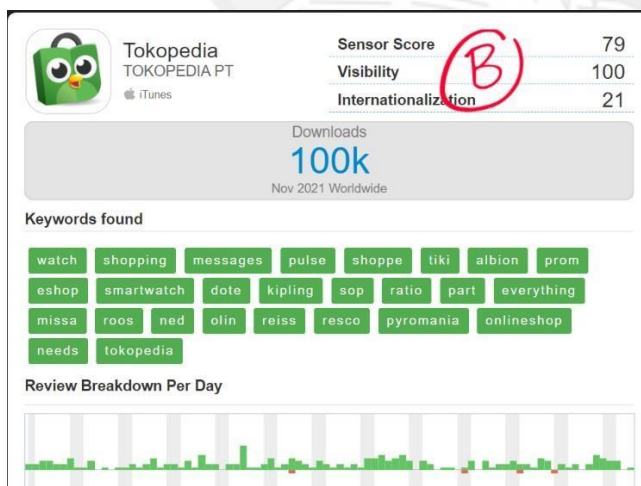 Tokopedia
TOKOPEDIA PT
iTunes
Sensor Score 79
Visibility 100
Internationalization 21
B
Downloads
100k
Nov 2021 Worldwide
Keywords found
watch shopping messages pulse shoppe tiki albion prom
eshop smartwatch dote kipling sop ratio part everything
missa roos ned olin reiss resco pyromania onlineshop
needs tokopedia
Review Breakdown Per Day